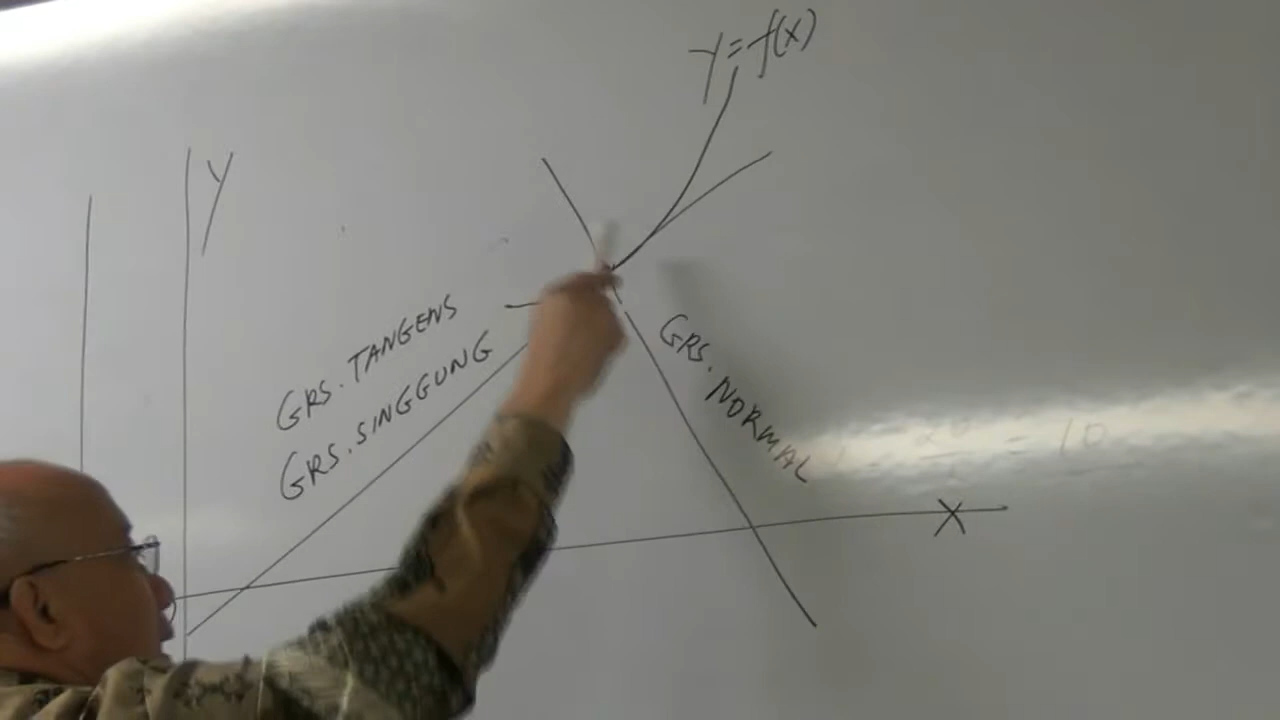 y = f(x)
Y
GRS. TANGENS
GRS. SINGGUNG
GRS. NORMAL
X